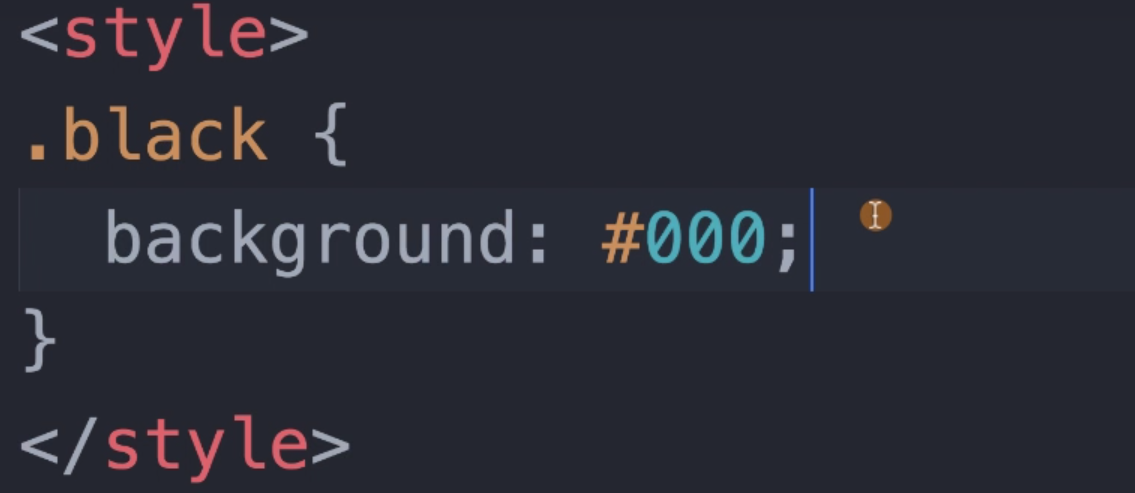 <style>
.black {
  background: #000;
}
</style>